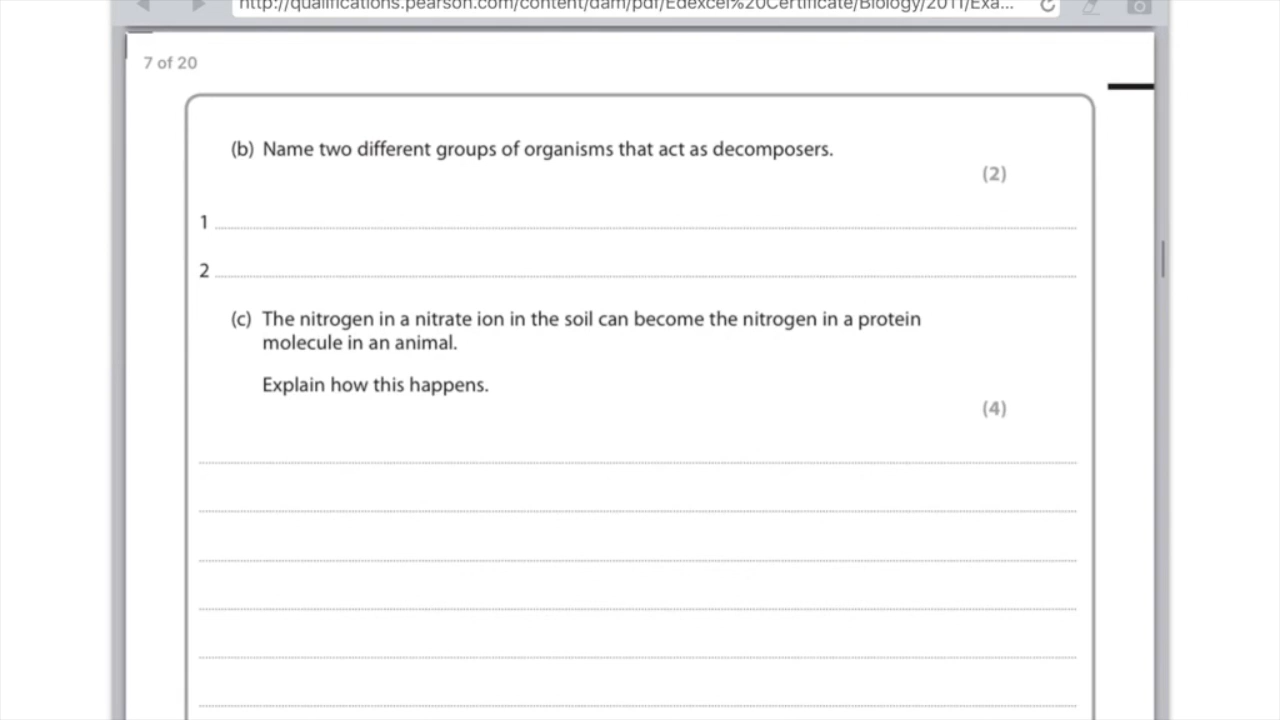 http://qualifications.pearson.com/content/dam/pdf/Edexcel%20Certificate/Biology/2011/Exa...
7 of 20
(b) Name two different groups of organisms that act as decomposers.
(2)
1
2
(c) The nitrogen in a nitrate ion in the soil can become the nitrogen in a protein
molecule in an animal.
Explain how this happens.
(4)